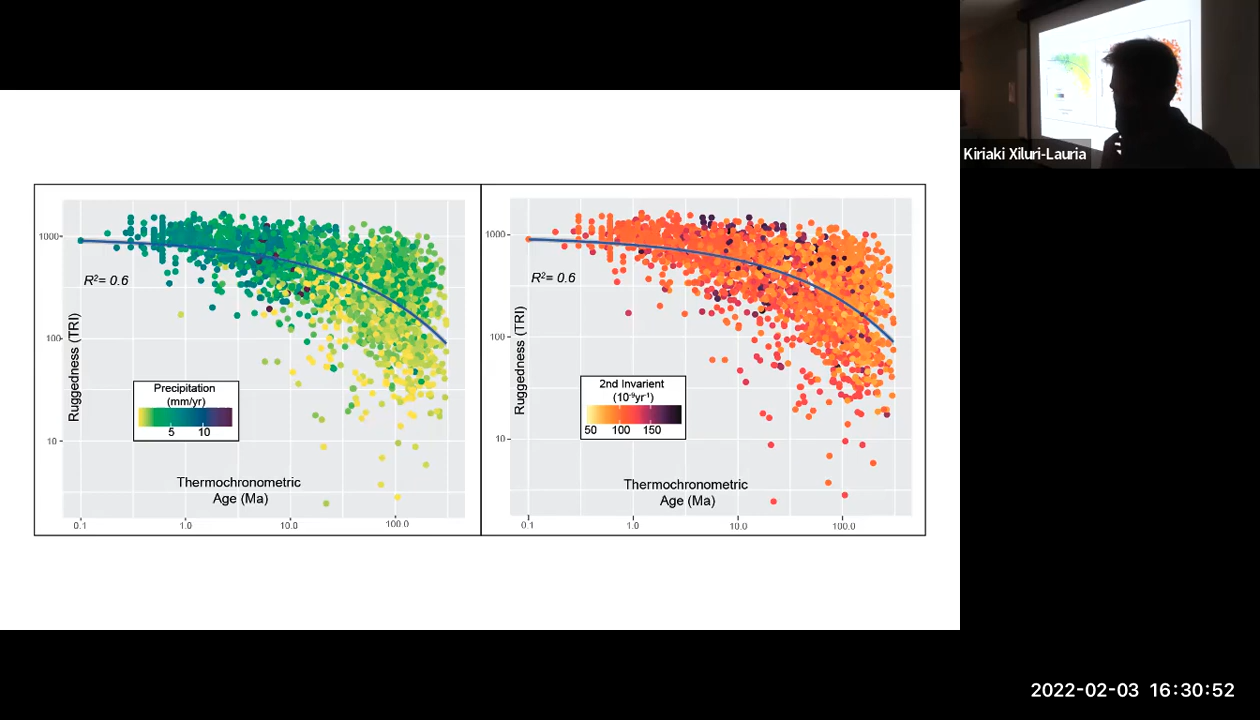 Kiriaki Xiluri-Lauria
1000
100
10
Ruggedness (TRI)
R²= 0.6
Precipitation
(mm/yr)
5 10
Thermochronometric
Age (Ma)
0.1 1.0 10.0 100.0
1000
100
10
Ruggedness (TRI)
R²= 0.6
2nd Invarient
(10⁻⁹yr⁻¹)
50 100 150
Thermochronometric
Age (Ma)
0.1 1.0 10.0 100.0
2022-02-03 16:30:52